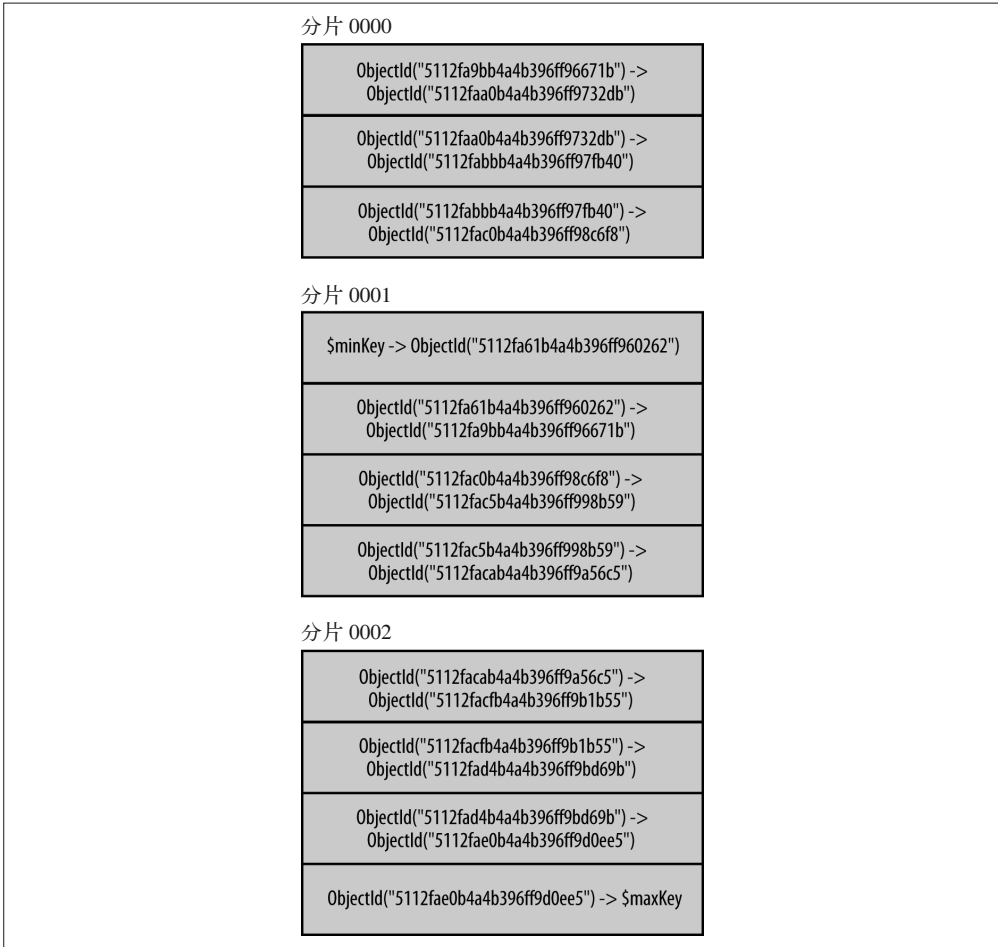 分片 0000
ObjectId("5112fa9bb4a4b396ff96671b") ->
ObjectId("5112faa0b4a4b396ff9732db")
ObjectId("5112faa0b4a4b396ff9732db") ->
ObjectId("5112fabbb4a4b396ff97fb40")
ObjectId("5112fabbb4a4b396ff97fb40") ->
ObjectId("5112fac0b4a4b396ff98c6f8")
分片 0001
$minKey -> ObjectId("5112fa61b4a4b396ff960262")
ObjectId("5112fa61b4a4b396ff960262") ->
ObjectId("5112fa9bb4a4b396ff96671b")
ObjectId("5112fac0b4a4b396ff98c6f8") ->
ObjectId("5112fac5b4a4b396ff998b59")
ObjectId("5112fac5b4a4b396ff998b59") ->
ObjectId("5112facab4a4b396ff9a56c5")
分片 0002
ObjectId("5112facab4a4b396ff9a56c5") ->
ObjectId("5112facfb4a4b396ff9b1b55")
ObjectId("5112facfb4a4b396ff9b1b55") ->
ObjectId("5112fad4b4a4b396ff9bd69b")
ObjectId("5112fad4b4a4b396ff9bd69b") ->
ObjectId("5112fae0b4a4b396ff9d0ee5")
ObjectId("5112fae0b4a4b396ff9d0ee5") -> $maxKey